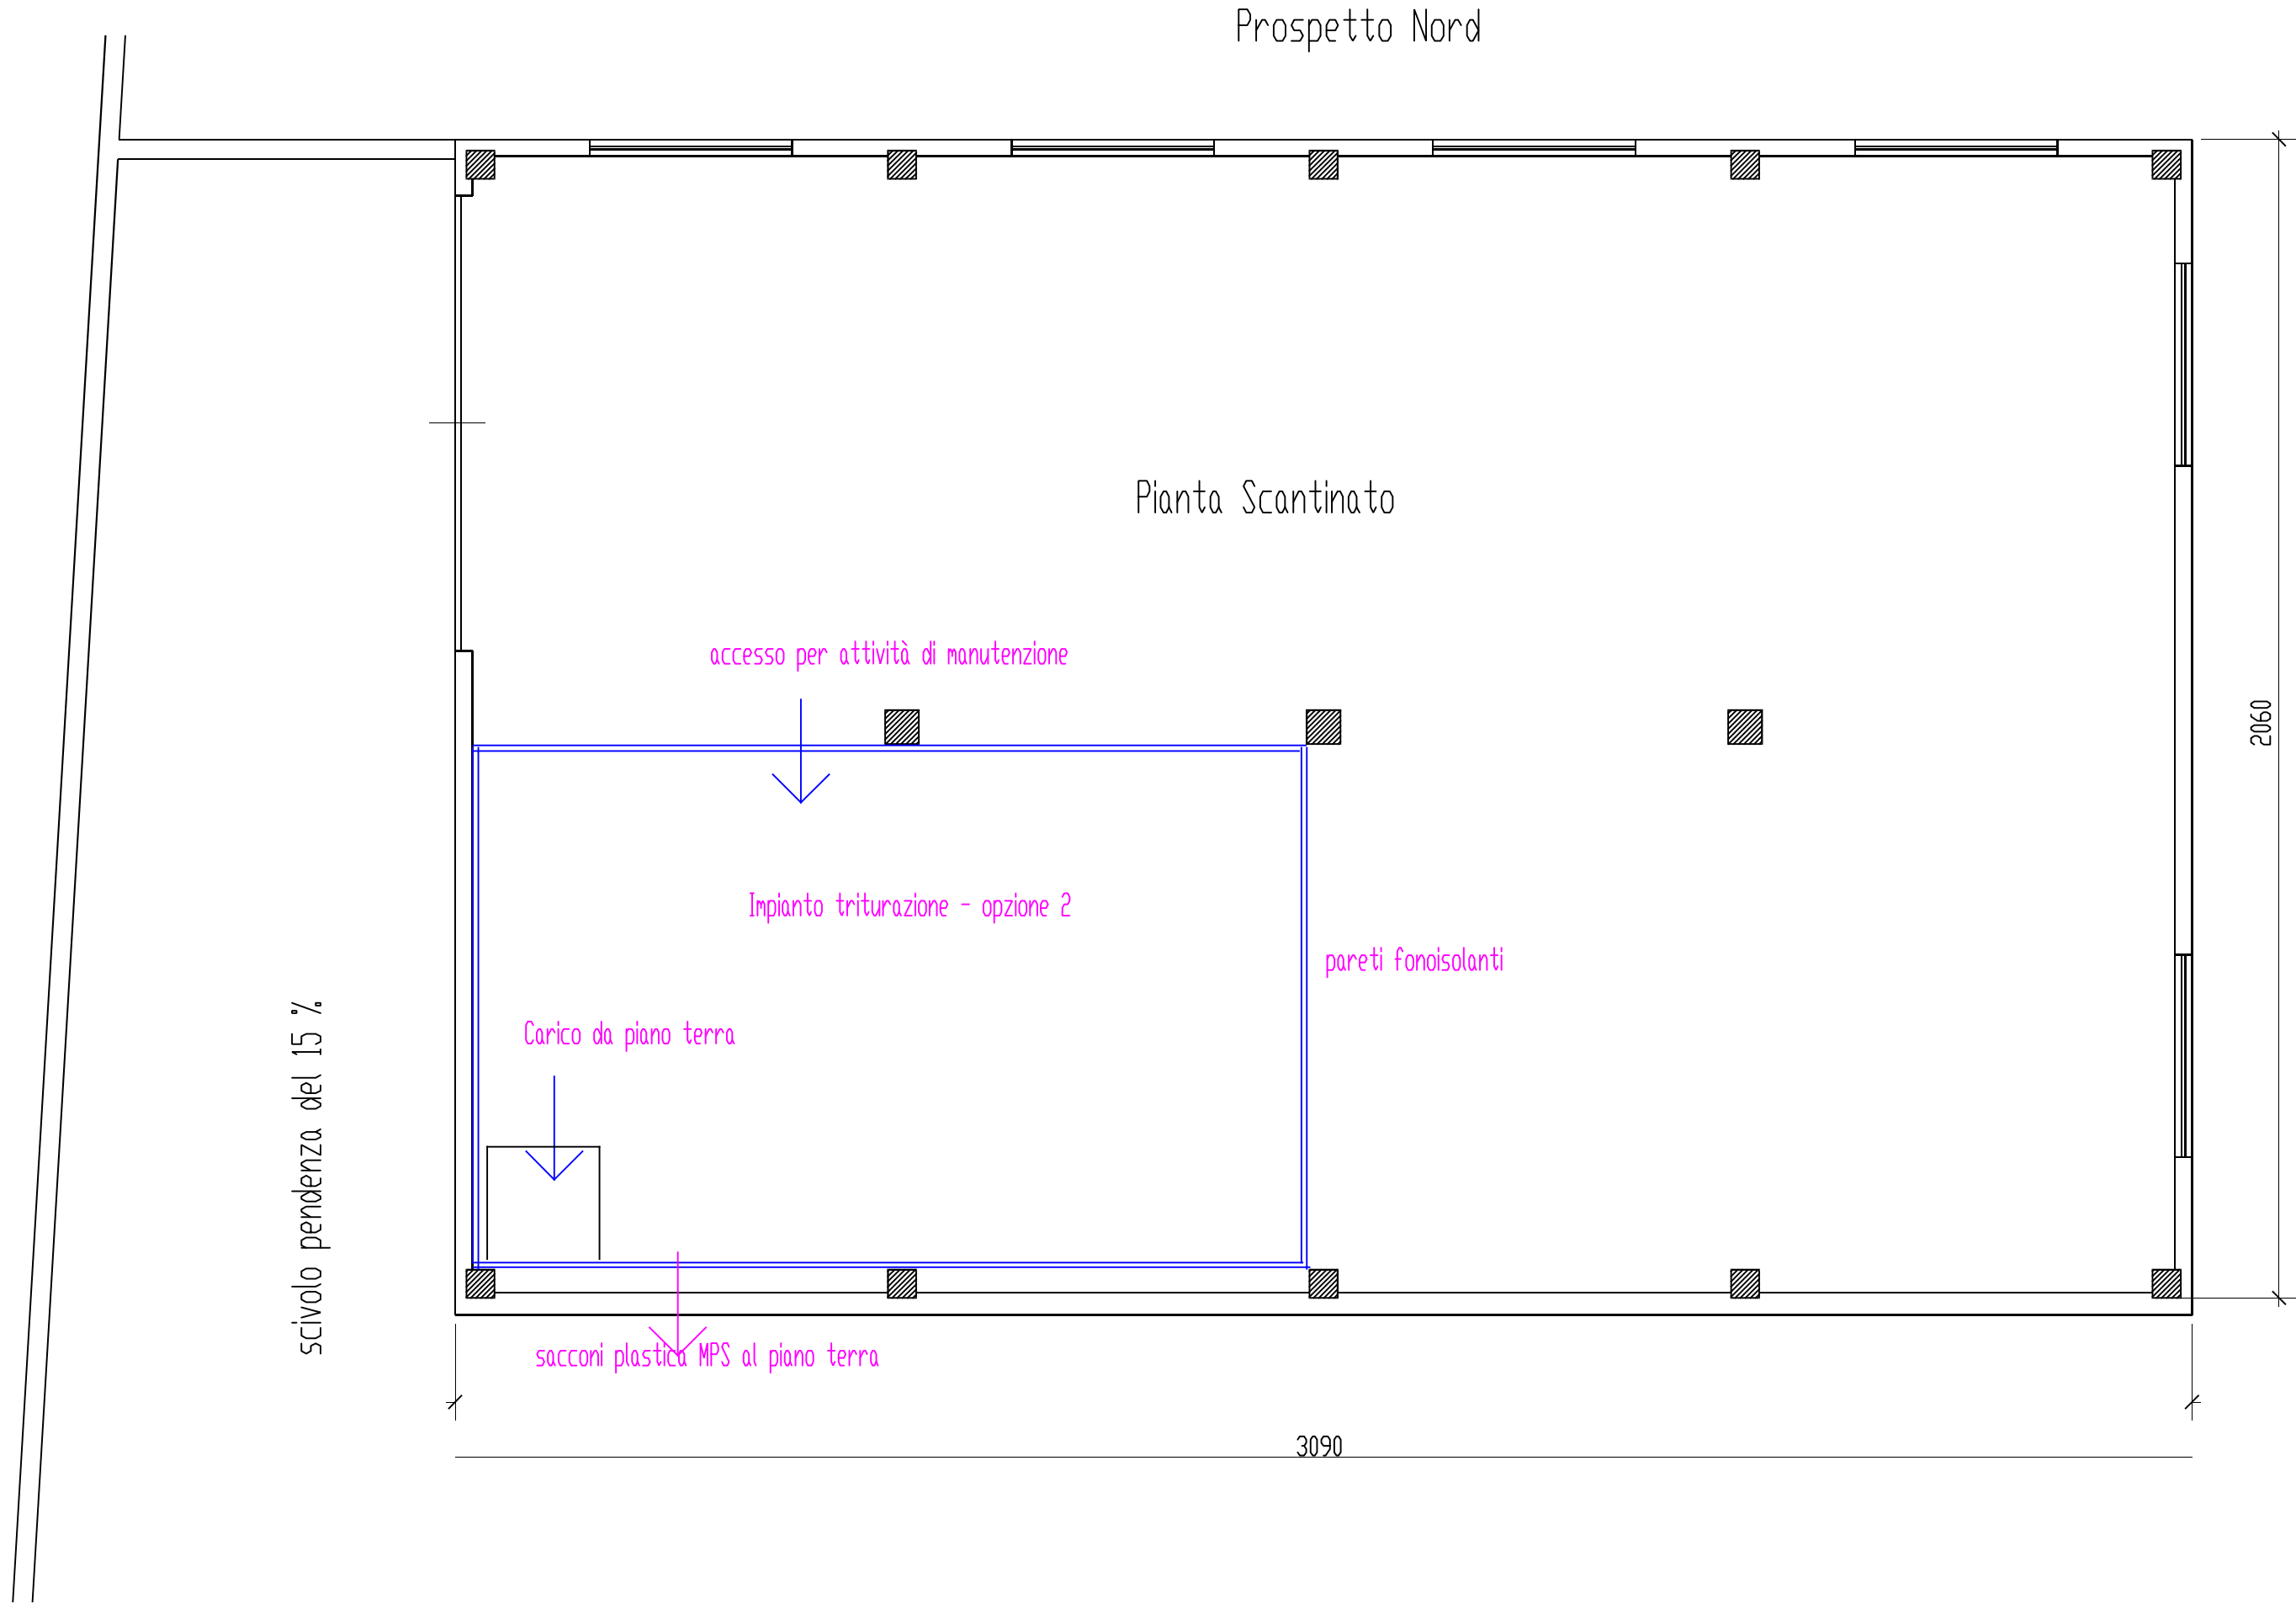 Prospetto Nord
Pianta Scantinato
accesso per attività di manutenzione
2060
Impianto triturazione - opzione 2
pareti fonoisolanti
Carico da piano terra
scivolo pendenza del 15 %
sacconi plastica MPS al piano terra
3090